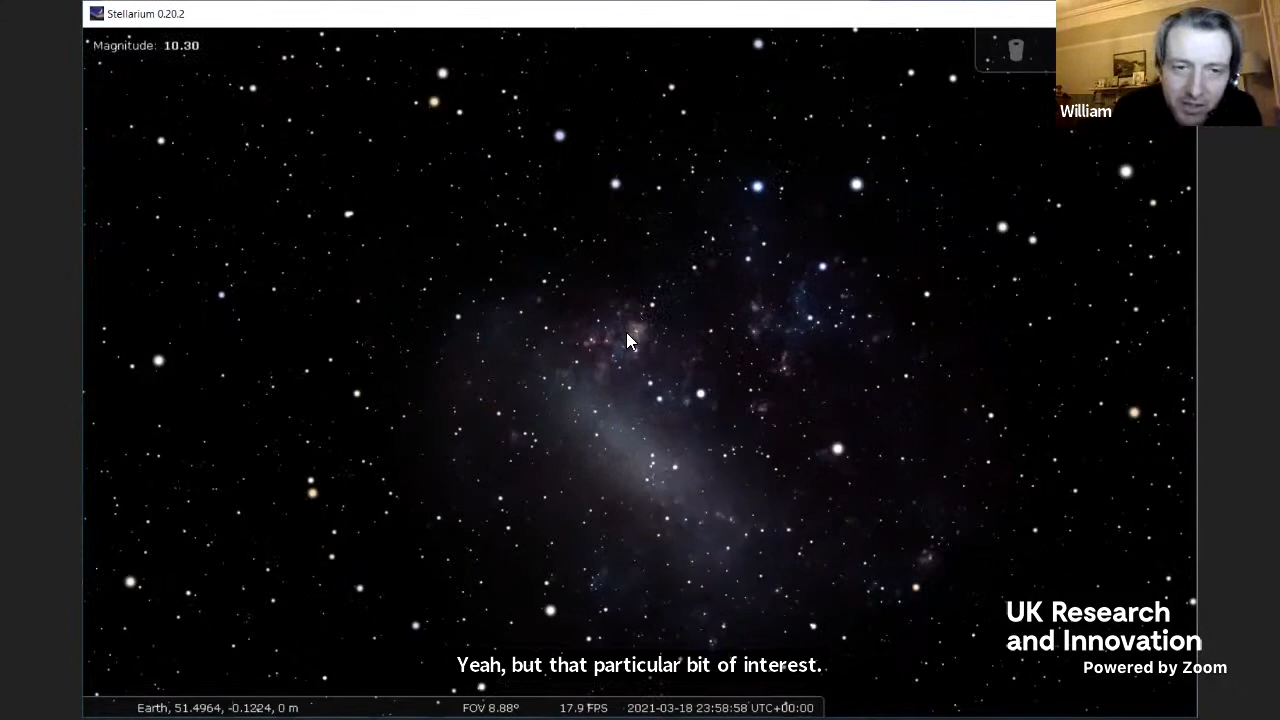 Stellarium 0.20.2
Magnitude: 10.30
William
UK Research
and Innovation
Yeah, but that particular bit of interest.
Powered by Zoom
Earth, 51.4964, -0.1224, 0 m FOV 8.88° 17.9 FPS 2021-03-18 23:58:58 UTC+00:00